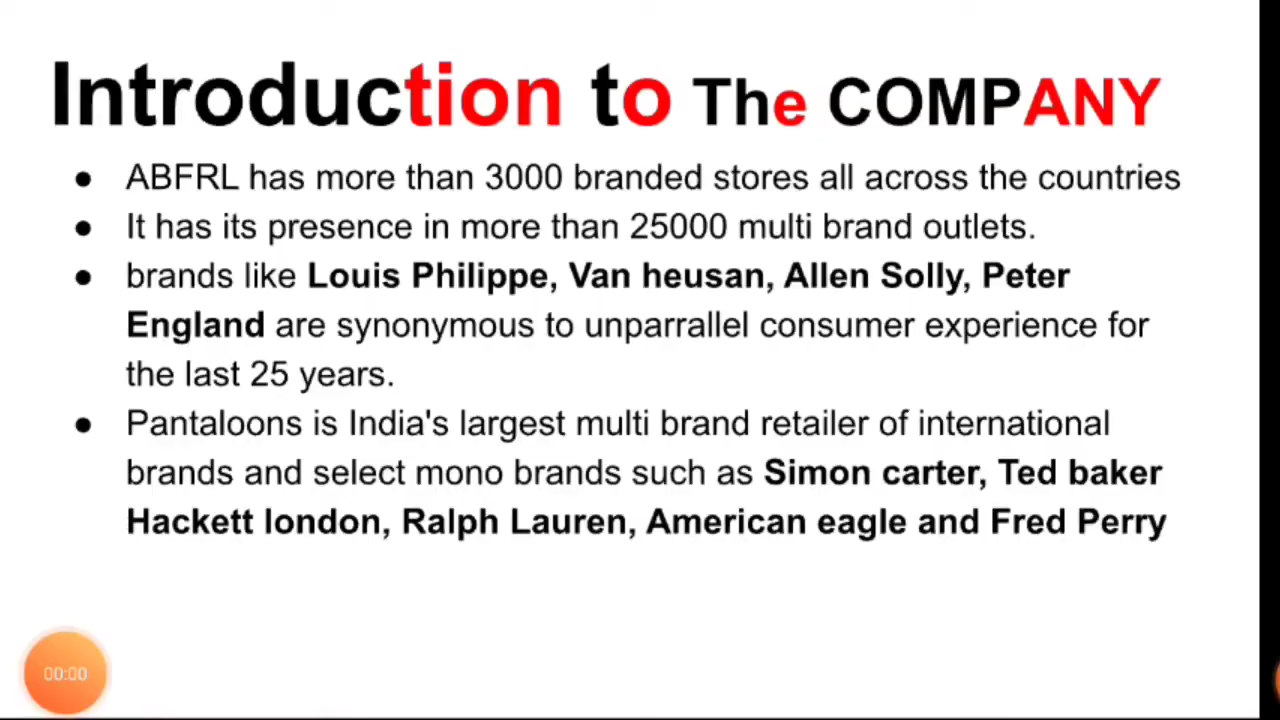 Introduction to The COMPANY
● ABFRL has more than 3000 branded stores all across the countries
● It has its presence in more than 25000 multi brand outlets.
● brands like Louis Philippe, Van heusan, Allen Solly, Peter
England are synonymous to unparrallel consumer experience for
the last 25 years.
● Pantaloons is India's largest multi brand retailer of international
brands and select mono brands such as Simon carter, Ted baker
Hackett london, Ralph Lauren, American eagle and Fred Perry
00:00